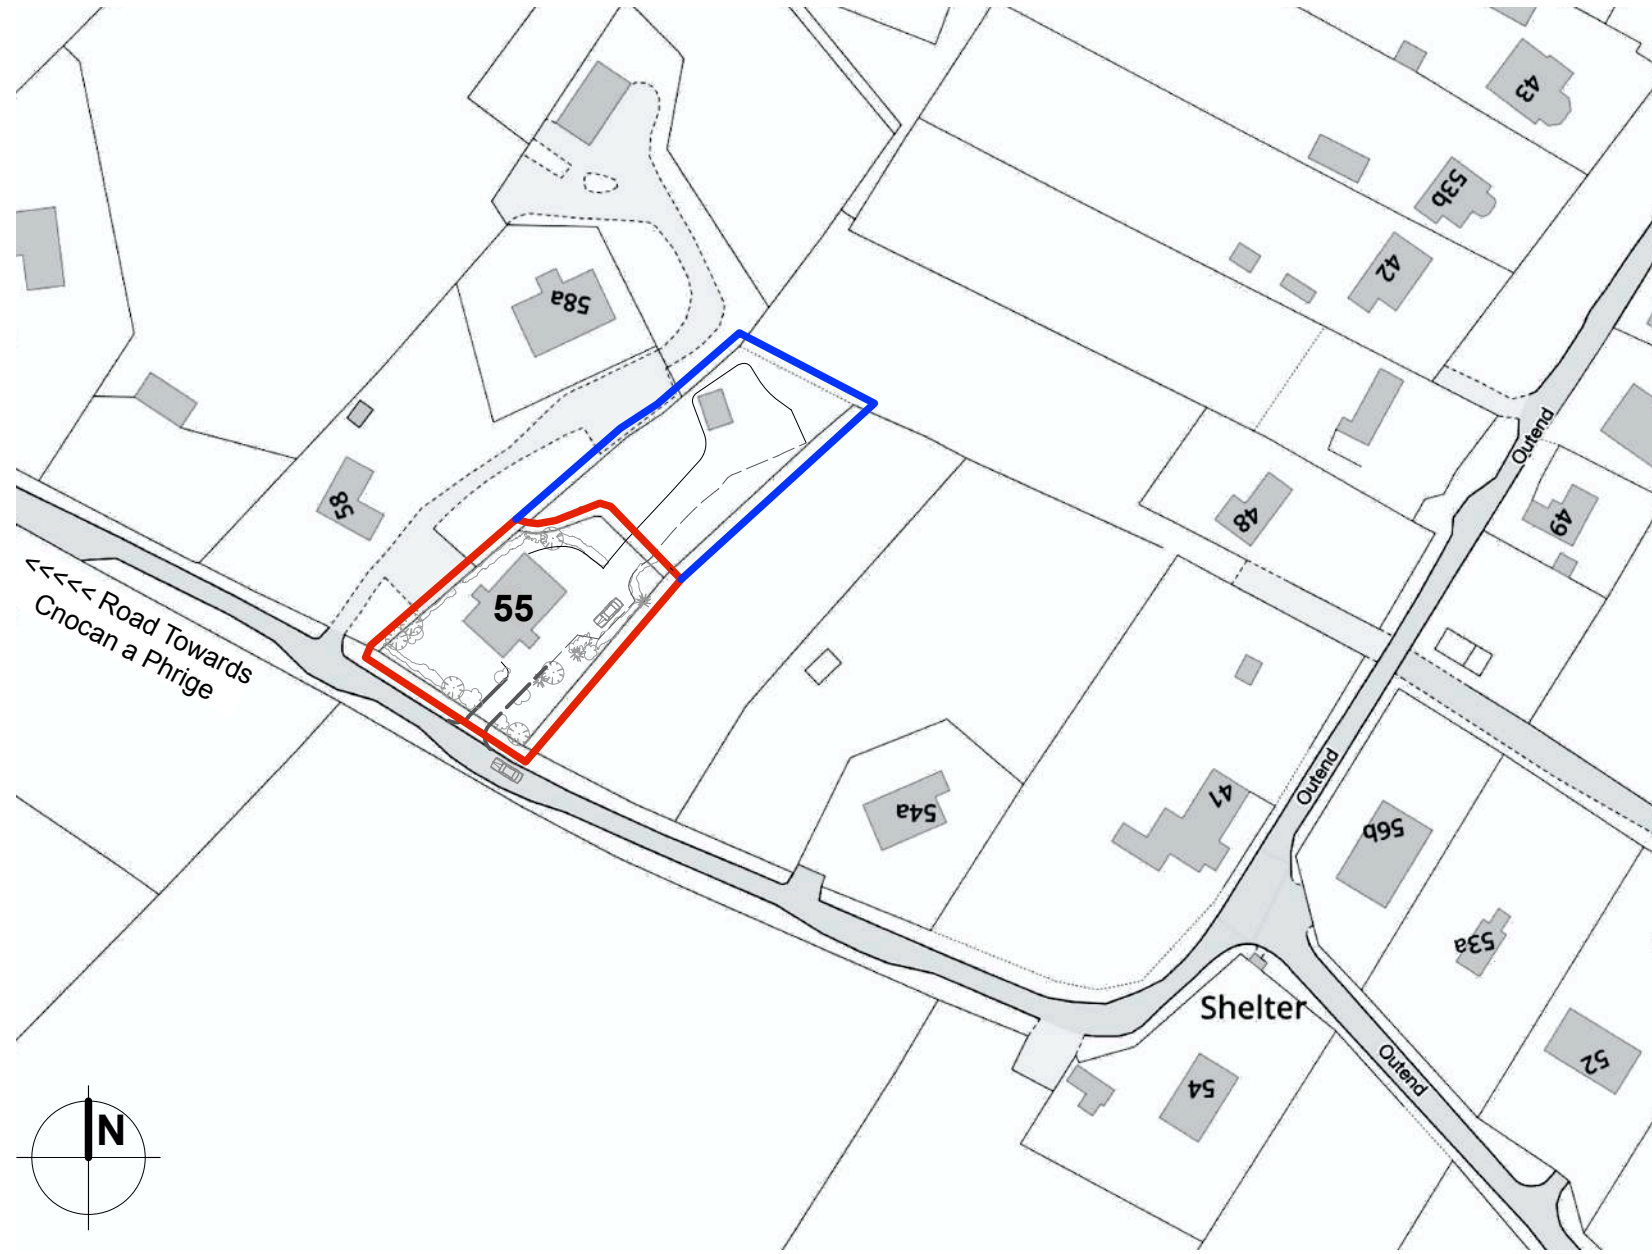 43
53b
42
58a
Outend
58
48
49
55
<<<<< Road Towards
Cnocan a Phrige
Outend
41
54a
56b
53a
Shelter
Outend
54
52
N